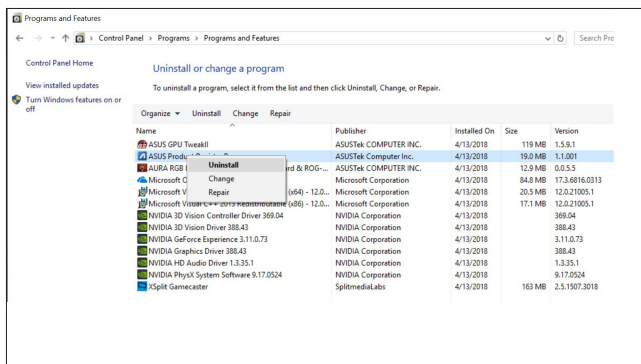 Programs and Features
Control Panel > Programs > Programs and Features
Search Pro
Control Panel Home
View installed updates
Turn Windows features on or
off
Uninstall or change a program
To uninstall a program, select it from the list and then click Uninstall, Change, or Repair.
Organize Uninstall Change Repair
Name Publisher Installed On Size Version
ASUS GPU TweakII ASUSTek COMPUTER INC. 4/13/2018 119 MB 1.5.9.1
ASUS Product ASUSTek Computer Inc. 4/13/2018 19.0 MB 1.1.001
Uninstall
AURA RGB rd & ROG-... ASUSTek COMPUTER INC. 4/13/2018 12.9 MB 0.0.5.5
Change
Microsoft O Microsoft Corporation 4/13/2018 84.8 MB 17.3.6816.0313
Repair
Microsoft V (x64) - 12.0... Microsoft Corporation 4/13/2018 20.5 MB 12.0.21005.1
Microsoft Visual C++ 2013 Redistributable (x86) - 12.0... Microsoft Corporation 4/13/2018 17.1 MB 12.0.21005.1
NVIDIA 3D Vision Controller Driver 369.04 NVIDIA Corporation 4/13/2018 369.04
NVIDIA 3D Vision Driver 388.43 NVIDIA Corporation 4/13/2018 388.43
NVIDIA GeForce Experience 3.11.0.73 NVIDIA Corporation 4/13/2018 3.11.0.73
NVIDIA Graphics Driver 388.43 NVIDIA Corporation 4/13/2018 388.43
NVIDIA HD Audio Driver 1.3.35.1 NVIDIA Corporation 4/13/2018 1.3.35.1
NVIDIA PhysX System Software 9.17.0524 NVIDIA Corporation 4/13/2018 9.17.0524
XSplit Gamecaster SplitmediaLabs 4/13/2018 163 MB 2.5.1507.3018